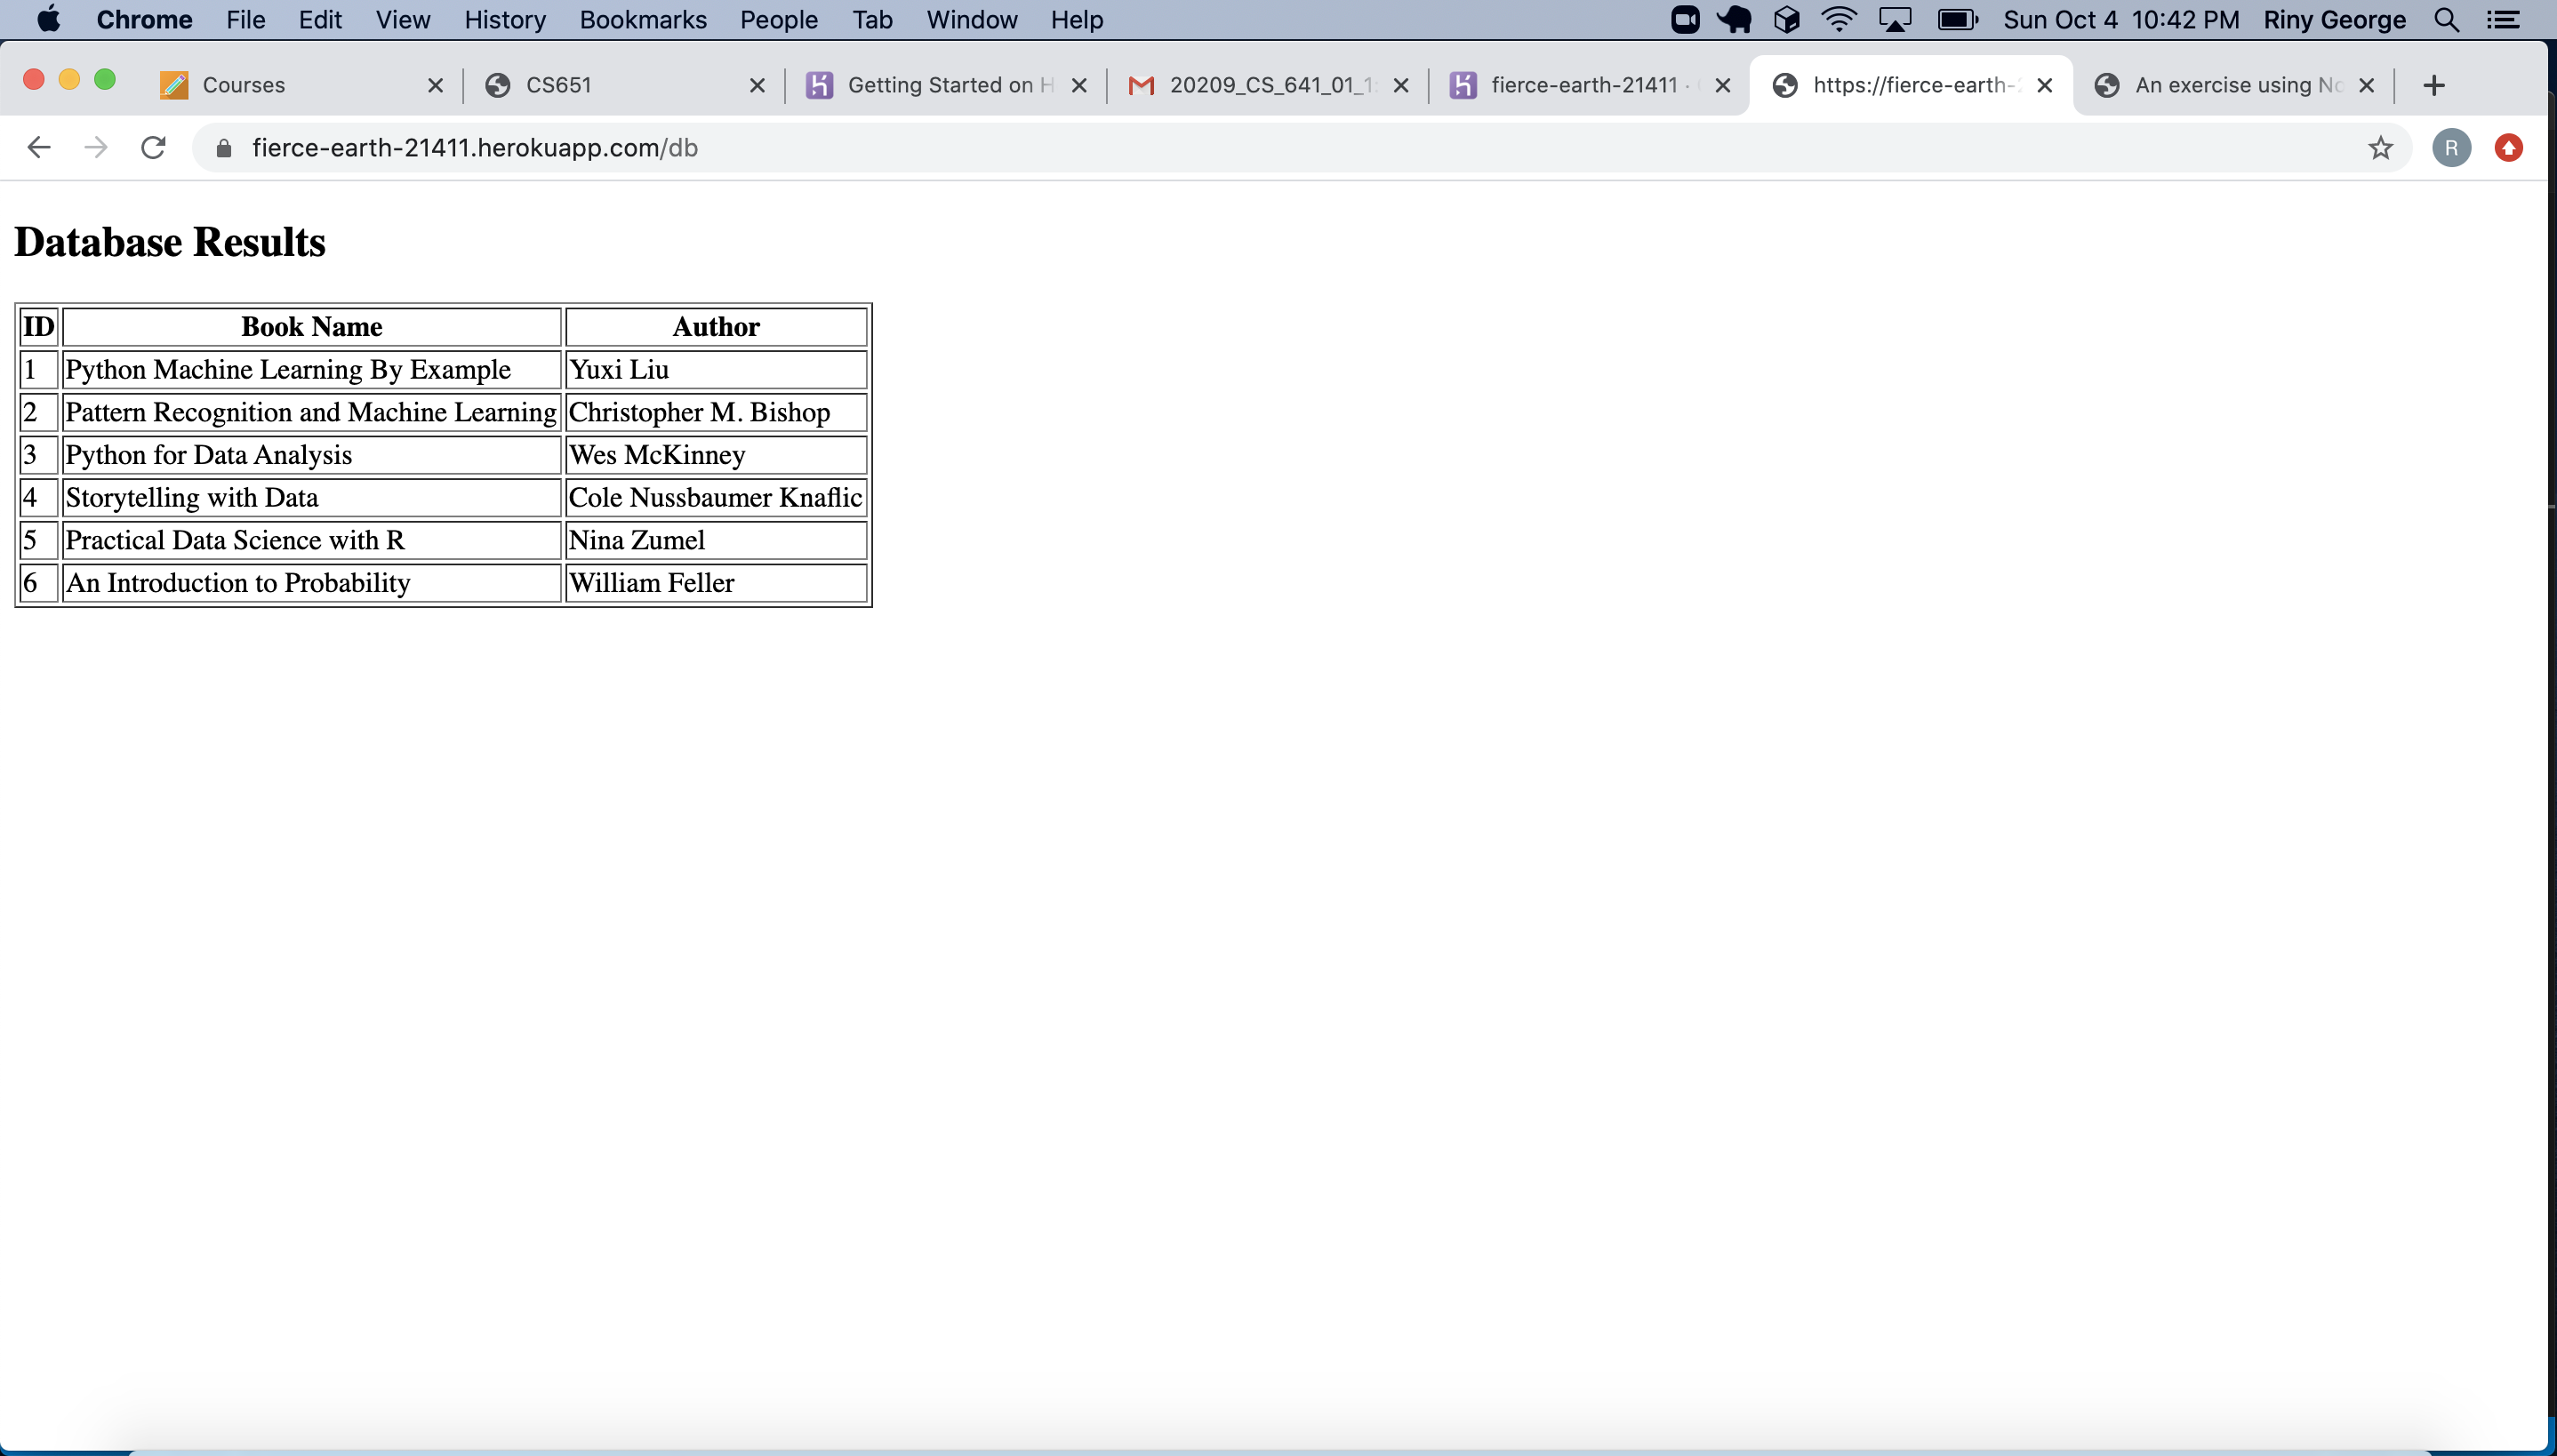 Chrome File Edit View History Bookmarks People Tab Window Help Sun Oct 4 10:42 PM Riny George
Courses CS651 Getting Started on H 20209_CS_641_01_1 fierce-earth-21411 · https://fierce-earth- An exercise using No
fierce-earth-21411.herokuapp.com/db R
Database Results
ID Book Name Author
1 Python Machine Learning By Example Yuxi Liu
2 Pattern Recognition and Machine Learning Christopher M. Bishop
3 Python for Data Analysis Wes McKinney
4 Storytelling with Data Cole Nussbaumer Knaflic
5 Practical Data Science with R Nina Zumel
6 An Introduction to Probability William Feller